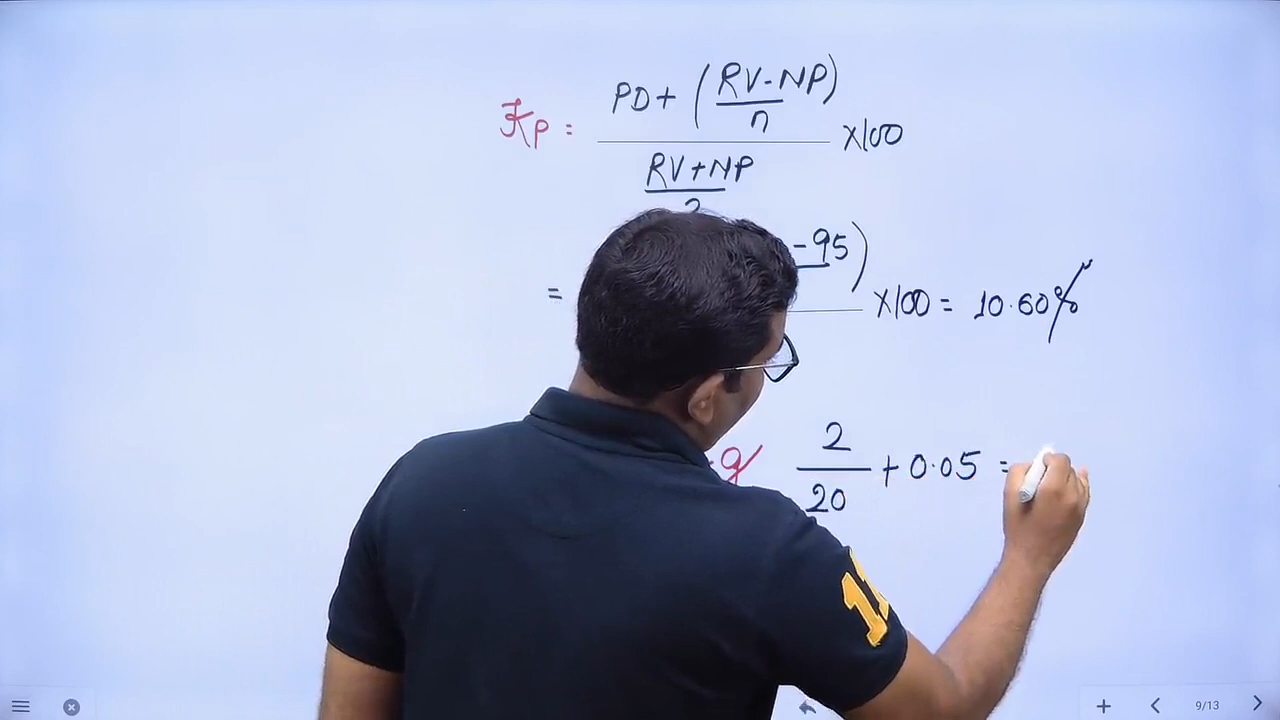 PD + (RV-NP)
n
Kp = X100
RV+NP
2
-95)
= X100 = 10.60%
g 2 + 0.05 =
20
9/13